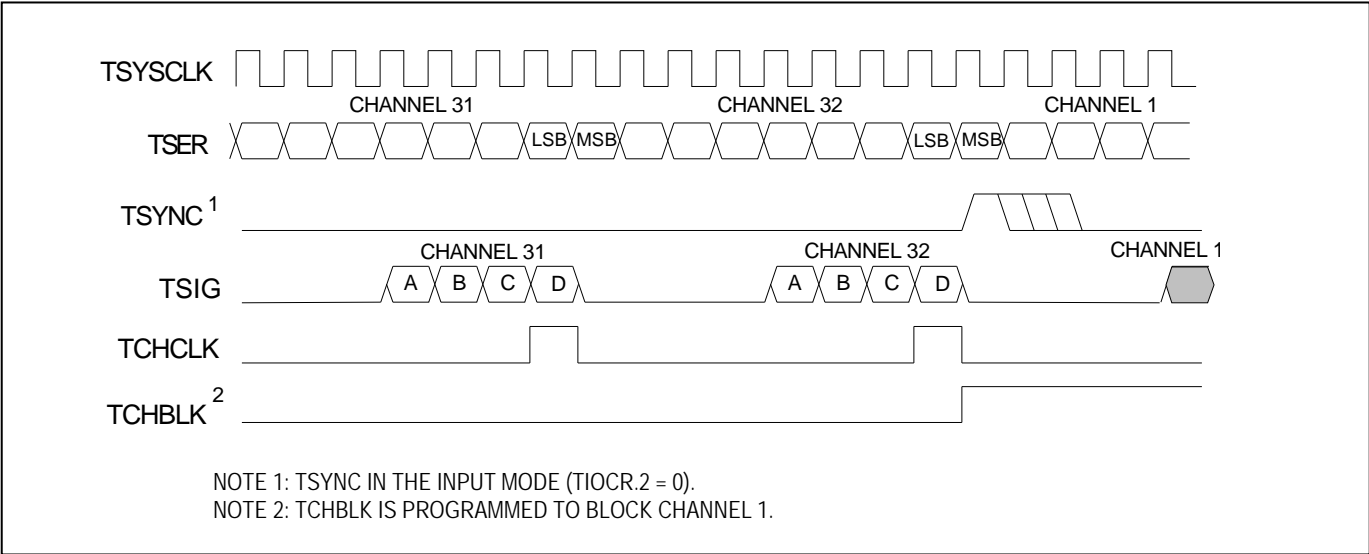 TSYSCLK
CHANNEL 31 CHANNEL 32 CHANNEL 1
TSER LSB MSB LSB MSB
TSYNC 1
CHANNEL 31 CHANNEL 32 CHANNEL 1
TSIG A B C D A B C D
TCHCLK
TCHBLK 2
NOTE 1: TSYNC IN THE INPUT MODE (TIOCR.2 = 0).
NOTE 2: TCHBLK IS PROGRAMMED TO BLOCK CHANNEL 1.